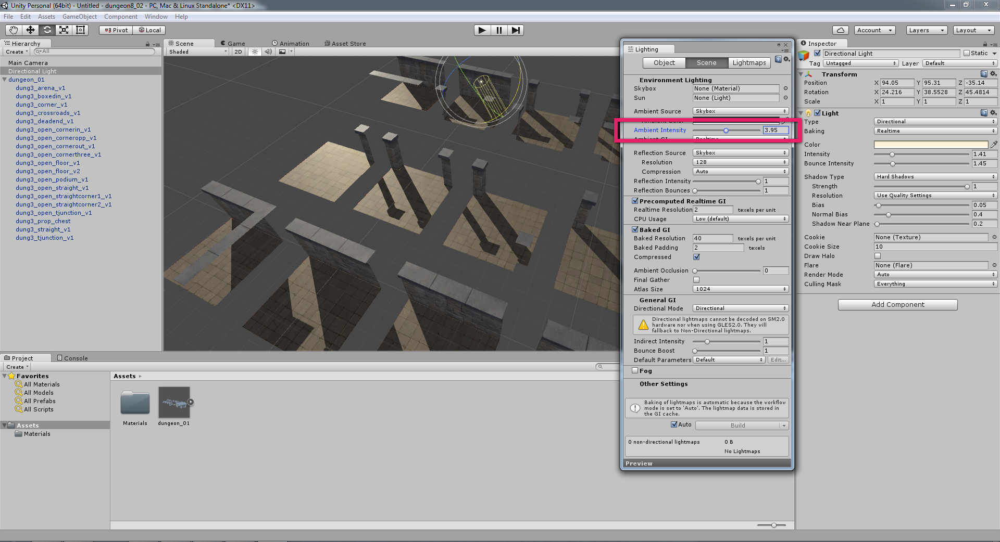 Unity Personal (64bit) - Untitled - dungeon8_02 - PC, Mac & Linux Standalone* <DX11>
File Edit Assets GameObject Component Window Help
Pivot Local Account Layers Layout
Hierarchy
Create All
Main Camera
Directional Light
dungeon_01
dung3_arena_v1
dung3_boxedin_v1
dung3_corner_v1
dung3_crossroads_v1
dung3_deadend_v1
dung3_open_cornerin_v1
dung3_open_corneropp_v1
dung3_open_cornerout_v1
dung3_open_cornerthree_v1
dung3_open_floor_v1
dung3_open_floor_v2
dung3_open_podium_v1
dung3_open_straight_v1
dung3_open_straightcorner1_v1
dung3_open_straightcorner2_v1
dung3_open_tjunction_v1
dung3_prop_chest
dung3_straight_v1
dung3_tjunction_v1
Scene Game Animation Asset Store
Shaded 2D
Lighting
Object Scene Lightmaps
Environment Lighting
Skybox None (Material)
Sun None (Light)
Ambient Source Skybox
Ambient Color
Ambient Intensity 3.95
Ambient GI Realtime
Reflection Source Skybox
Resolution 128
Compression Auto
Reflection Intensity 1
Reflection Bounces 1
Precomputed Realtime GI
Realtime Resolution 2 texels per unit
CPU Usage Low (default)
Baked GI
Baked Resolution 40 texels per unit
Baked Padding 2 texels
Compressed
Ambient Occlusion 0
Final Gather
Atlas Size 1024
General GI
Directional Mode Directional
Directional lightmaps cannot be decoded on SM2.0
hardware nor when using GLES2.0. They will
fallback to Non-Directional lightmaps.
Indirect Intensity 1
Bounce Boost 1
Default Parameters Default Edit...
Fog
Other Settings
Baking of lightmaps is automatic because the workflow
mode is set to 'Auto'. The lightmap data is stored in
the GI cache.
Auto Build
0 non-directional lightmaps 0 B
No Lightmaps
Preview
Inspector
Directional Light Static
Tag Untagged Layer Default
Transform
Position X 94.05 Y 95.31 Z -35.14
Rotation X 24.216 Y 38.5528 Z 45.4814
Scale X 1 Y 1 Z 1
Light
Type Directional
Baking Realtime
Color
Intensity 1.41
Bounce Intensity 1.45
Shadow Type Hard Shadows
Strength 1
Resolution Use Quality Settings
Bias 0.05
Normal Bias 0.4
Shadow Near Plane 0.2
Cookie None (Texture)
Cookie Size 10
Draw Halo
Flare None (Flare)
Render Mode Auto
Culling Mask Everything
Add Component
Project Console
Create
Favorites
All Materials
All Models
All Prefabs
All Scripts
Assets
Materials
Assets
Materials
dungeon_01